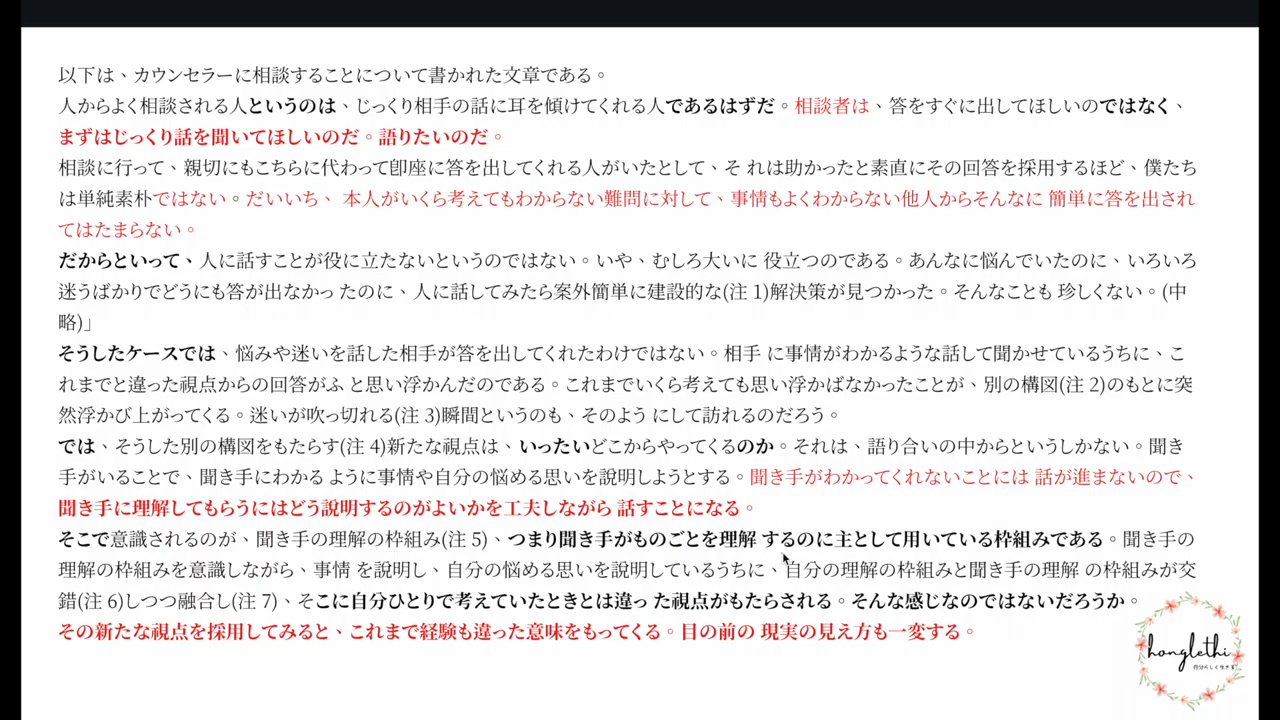 以下は、カウンセラーに相談することについて書かれた文章である。
人からよく相談される人というのは、じっくり相手の話に耳を傾けてくれる人であるはずだ。相談者は、答をすぐに出してほしいのではなく、
まずはじっくり話を聞いてほしいのだ。語りたいのだ。
相談に行って、親切にもこちらに代わって即座に答を出してくれる人がいたとして、そ れは助かったと素直にその回答を採用するほど、僕たち
は単純素朴ではない。だいいち、 本人がいくら考えてもわからない難問に対して、事情もよくわからない他人からそんなに 簡単に答を出され
てはたまらない。
だからといって、人に話すことが役に立たないというのではない。いや、むしろ大いに 役立つのである。あんなに悩んでいたのに、いろいろ
迷うばかりでどうにも答が出なかっ たのに、人に話してみたら案外簡単に建設的な(注 1)解決策が見つかった。そんなことも 珍しくない。(中
略)」
そうしたケースでは、悩みや迷いを話した相手が答を出してくれたわけではない。相手 に事情がわかるような話して聞かせているうちに、こ
れまでと違った視点からの回答がふ と思い浮かんだのである。これまでいくら考えても思い浮かばなかったことが、別の構図(注 2)のもとに突
然浮かび上がってくる。迷いが吹っ切れる(注 3)瞬間というのも、そのよう にして訪れるのだろう。
では、そうした別の構図をもたらす(注 4)新たな視点は、いったいどこからやってくるのか。それは、語り合いの中からというしかない。聞き
手がいることで、聞き手にわかる ように事情や自分の悩める思いを説明しようとする。聞き手がわかってくれないことには 話が進まないので、
聞き手に理解してもらうにはどう説明するのがよいかを工夫しながら 話すことになる。
そこで意識されるのが、聞き手の理解の枠組み(注 5)、つまり聞き手がものごとを理解 するのに主として用いている枠組みである。聞き手の
理解の枠組みを意識しながら、事情 を説明し、自分の悩める思いを説明しているうちに、自分の理解の枠組みと聞き手の理解 の枠組みが交
錯(注 6)しつつ融合し(注 7)、そこに自分ひとりで考えていたときとは違っ た視点がもたらされる。そんな感じなのではないだろうか。
その新たな視点を採用してみると、これまで経験も違った意味をもってくる。目の前の 現実の見え方も一変する。
honglethi
自分らしく生きる